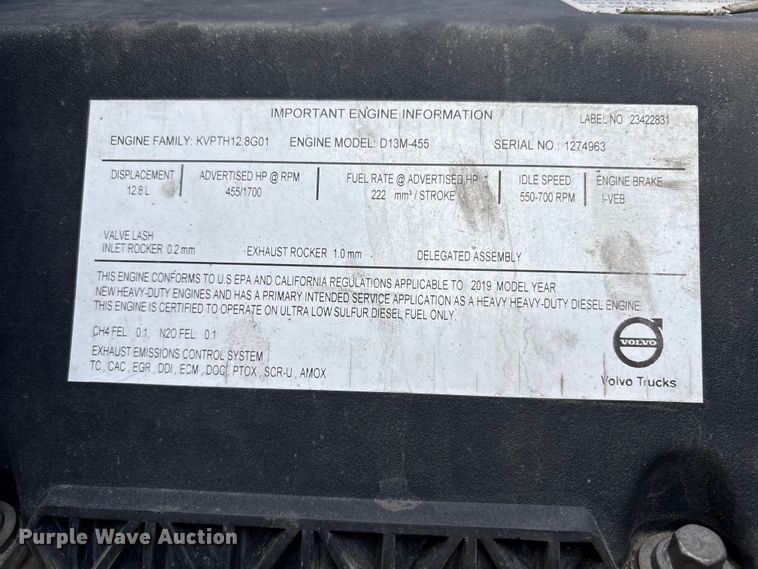 IMPORTANT ENGINE INFORMATION
LABEL NO 23422831
ENGINE FAMILY: KVPTH12.8G01 ENGINE MODEL: D13M-455 SERIAL NO. :1274963
DISPLACEMENT ADVERTISED HP @ RPM FUEL RATE @ ADVERTISED HP IDLE SPEED ENGINE BRAKE
12.8 L 455/1700 222 mm³ / STROKE 550-700 RPM I-VEB
VALVE LASH
INLET ROCKER 0.2 mm EXHAUST ROCKER 1.0 mm DELEGATED ASSEMBLY
THIS ENGINE CONFORMS TO U.S EPA AND CALIFORNIA REGULATIONS APPLICABLE TO 2019 MODEL YEAR
NEW HEAVY-DUTY ENGINES AND HAS A PRIMARY INTENDED SERVICE APPLICATION AS A HEAVY HEAVY-DUTY DIESEL ENGINE.
THIS ENGINE IS CERTIFIED TO OPERATE ON ULTRA LOW SULFUR DIESEL FUEL ONLY.
CH4 FEL: 0.1, N2O FEL: 0.1
EXHAUST EMISSIONS CONTROL SYSTEM
TC , CAC , EGR , DDI , ECM , DOC , PTOX , SCR-U , AMOX
VOLVO
Volvo Trucks
Purple Wave Auction